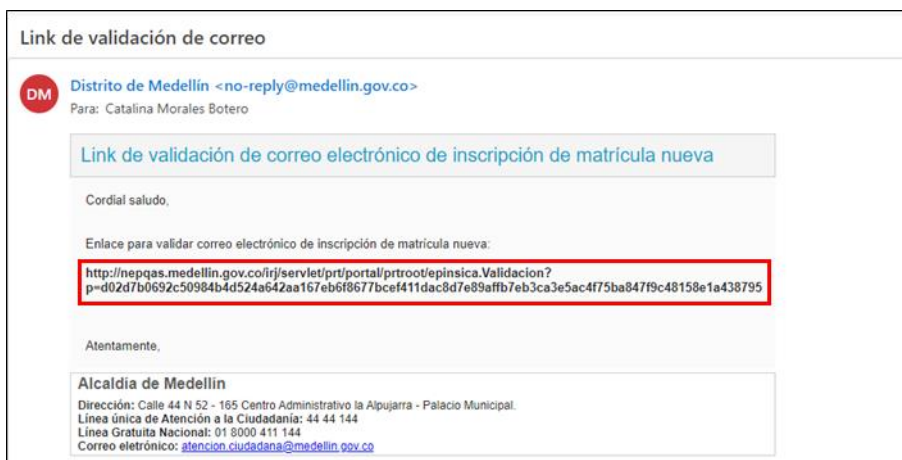 Link de validación de correo
DM
Distrito de Medellín <no-reply@medellin.gov.co>
Para: Catalina Morales Botero
Link de validación de correo electrónico de inscripción de matrícula nueva
Cordial saludo,
Enlace para validar correo electrónico de inscripción de matrícula nueva:
http://nepqas.medellin.gov.co/irj/servlet/prt/portal/prtroot/epinsica.Validacion?
p=d02d7b0692c50984b4d524a642aa167eb6f8677bcef411dac8d7e89affb7eb3ca3e5ac4f75ba847f9c48158e1a438795
Atentamente,
Alcaldía de Medellín
Dirección: Calle 44 N 52 - 165 Centro Administrativo la Alpujarra - Palacio Municipal.
Línea única de Atención a la Ciudadanía: 44 44 144
Línea Gratuita Nacional: 01 8000 411 144
Correo eletrónico: atencion.ciudadana@medellin.gov.co